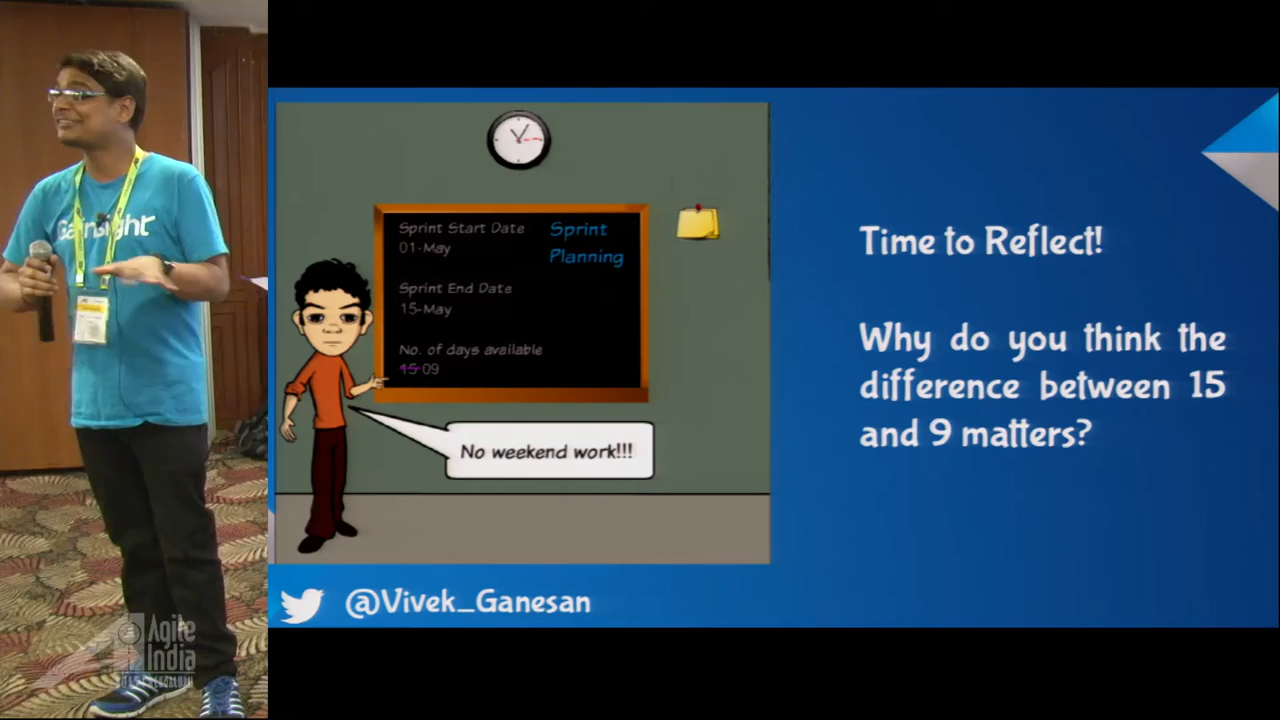 Gainsight
Sprint Start Date
01-May
Sprint
Planning
Sprint End Date
15-May
No. of days available
15 09
No weekend work!!!
Time to Reflect!
Why do you think the
difference between 15
and 9 matters?
@Vivek_Ganesan
Agile
India